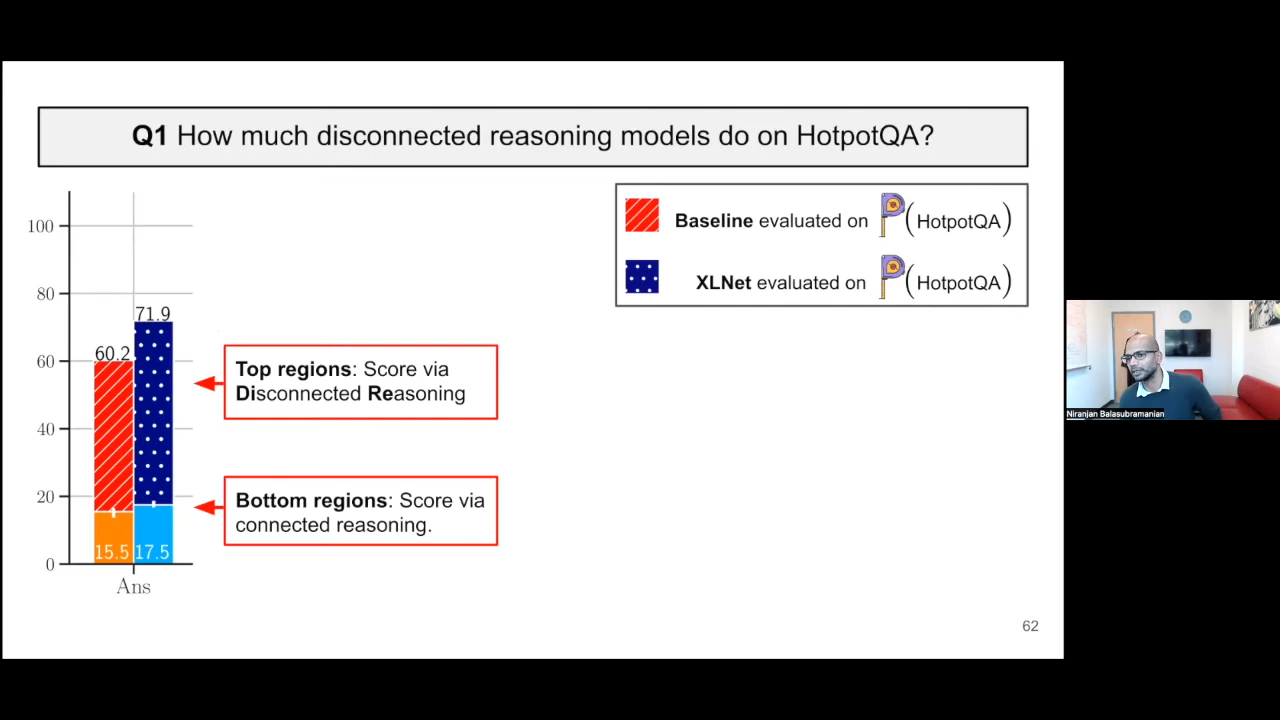 Q1 How much disconnected reasoning models do on HotpotQA?
100
80
60
40
20
0
71.9
60.2
15.5 17.5
Ans
Top regions: Score via
Disconnected Reasoning
Bottom regions: Score via
connected reasoning.
Baseline evaluated on (HotpotQA)
XLNet evaluated on (HotpotQA)
62
Niranjan Balasubramanian